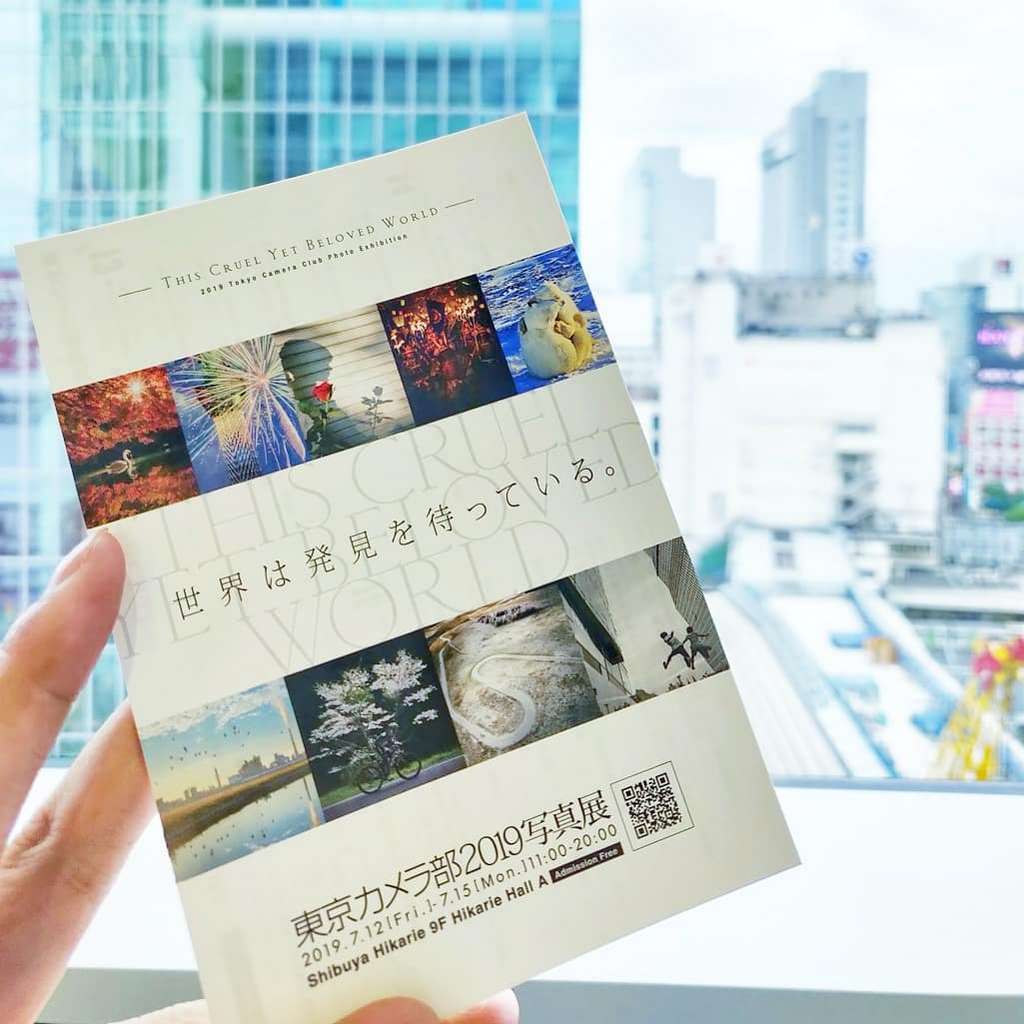 THIS CRUEL YET BELOVED WORLD
2019 Tokyo Camera Club Photo Exhibition
THIS CRUEL
YET BELOVED
WORLD
世界は発見を待っている。
東京カメラ部2019写真展
2019.7.12[Fri.]-7.15[Mon.]11:00-20:00
Shibuya Hikarie 9F Hikarie Hall A Admission Free